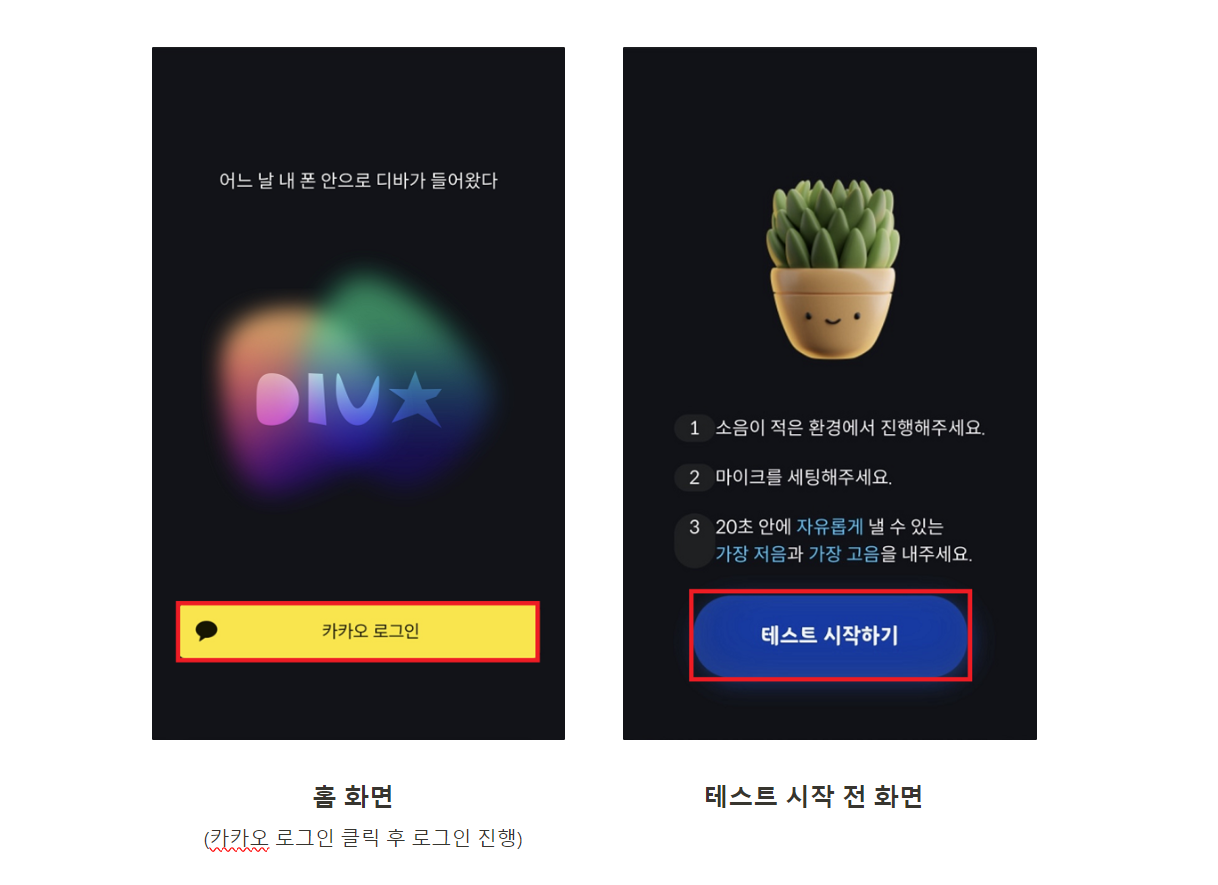 어느 날 내 폰 안으로 디바가 들어왔다
DIV★
카카오 로그인
홈 화면
(카카오 로그인 클릭 후 로그인 진행)
1 소음이 적은 환경에서 진행해주세요.
2 마이크를 세팅해주세요.
3 20초 안에 자유롭게 낼 수 있는
가장 저음과 가장 고음을 내주세요.
테스트 시작하기
테스트 시작 전 화면